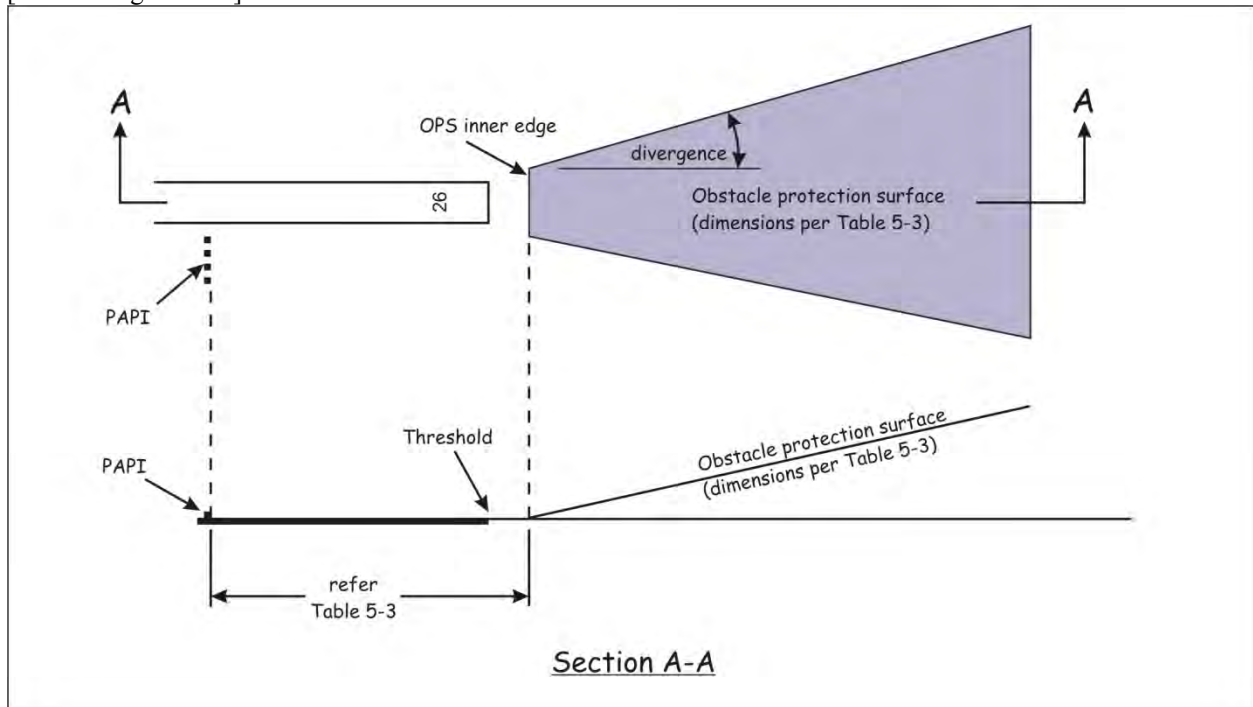 A
A
OPS inner edge
divergence
26
Obstacle protection surface
(dimensions per Table 5-3)
PAPI
Threshold
PAPI
Obstacle protection surface
(dimensions per Table 5-3)
refer
Table 5-3
Section A-A